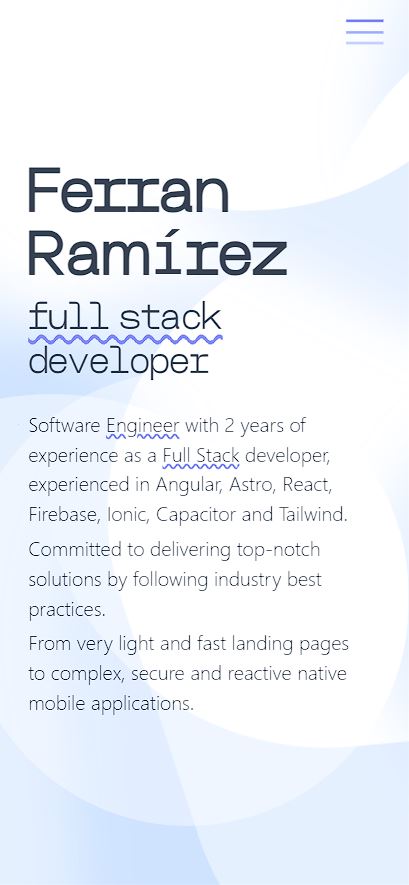 Ferran
Ramírez
full stack
developer
Software Engineer with 2 years of
experience as a Full Stack developer,
experienced in Angular, Astro, React,
Firebase, Ionic, Capacitor and Tailwind.
Committed to delivering top-notch
solutions by following industry best
practices.
From very light and fast landing pages
to complex, secure and reactive native
mobile applications.